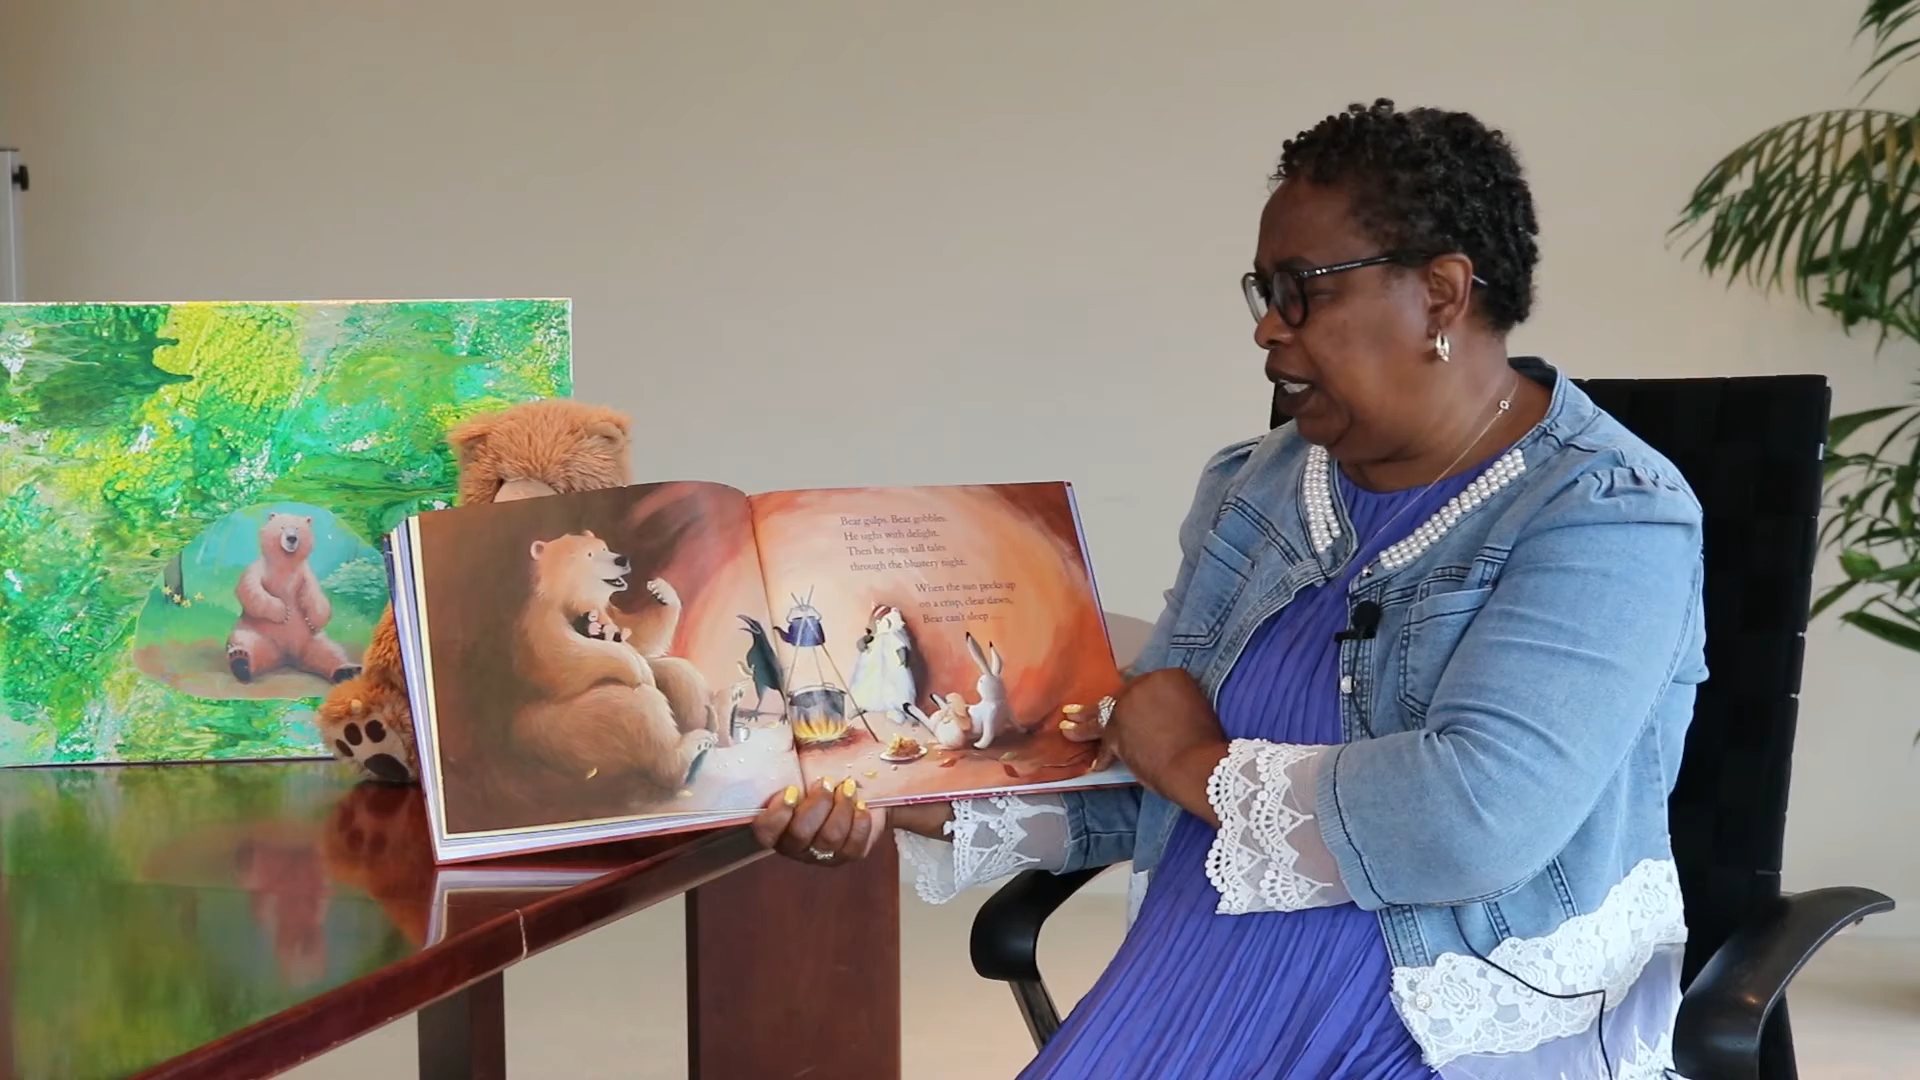 Bear gulps. Bear gobbles.
He sighs with delight.
Then he spins tall tales
through the blustery night.
When the sun peeks up
on a crisp, clear dawn,
Bear can't sleep . . .